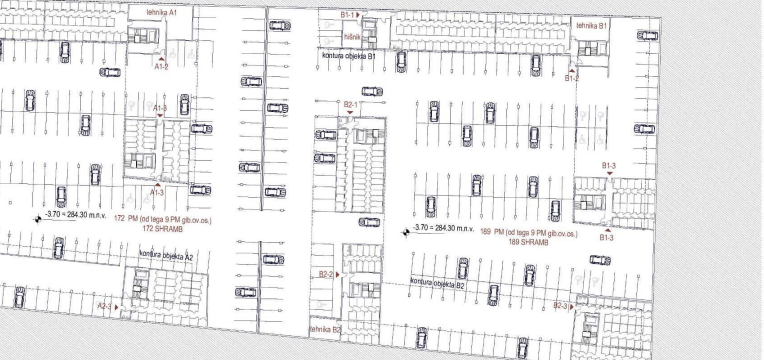 tehnika A1
B1-1
hišnik
kontura objekta B1
tehnika B1
A1-2
B1-2
A1-3
B2-1
B1-3
A1-3
-3.70 = 284.30 m.n.v.
172 PM (od tega 9 PM gib.ov.os.)
172 SHRAMB
-3.70 = 284.30 m.n.v.
189 PM (od tega 9 PM gib.ov.os.)
189 SHRAMB
B1-3
kontura objekta A2
B2-2
kontura objekta B2
A2-3
B2-3
tehnika B2